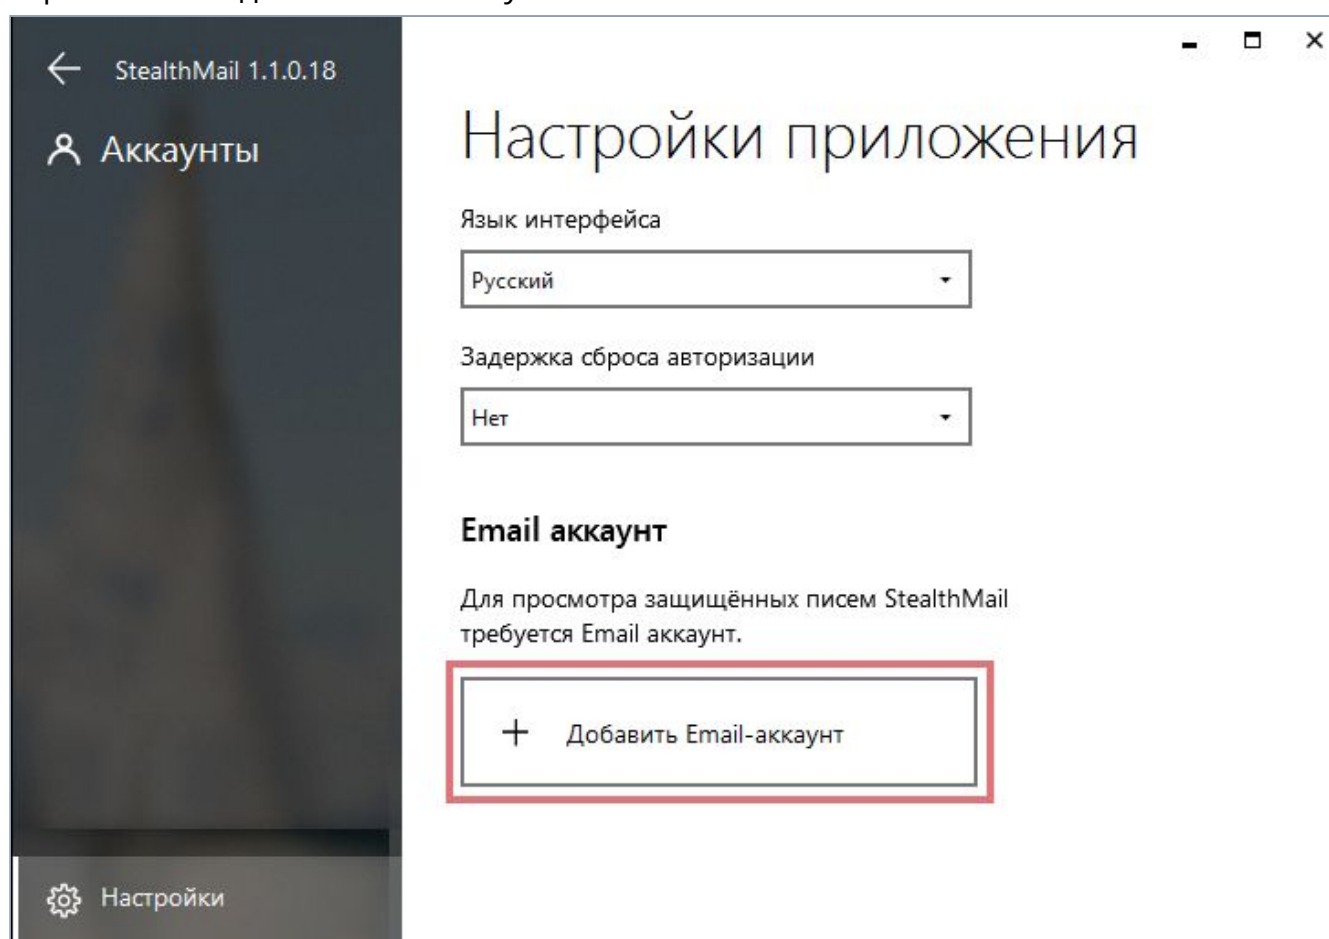 StealthMail 1.1.0.18
Аккаунты
Настройки приложения
Язык интерфейса
Русский
Задержка сброса авторизации
Нет
Email аккаунт
Для просмотра защищённых писем StealthMail
требуется Email аккаунт.
+ Добавить Email-аккаунт
Настройки